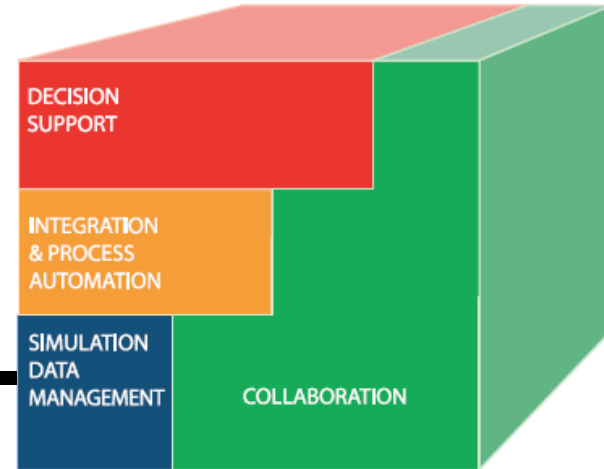 DECISION
SUPPORT
INTEGRATION
& PROCESS
AUTOMATION
SIMULATION
DATA
MANAGEMENT
COLLABORATION